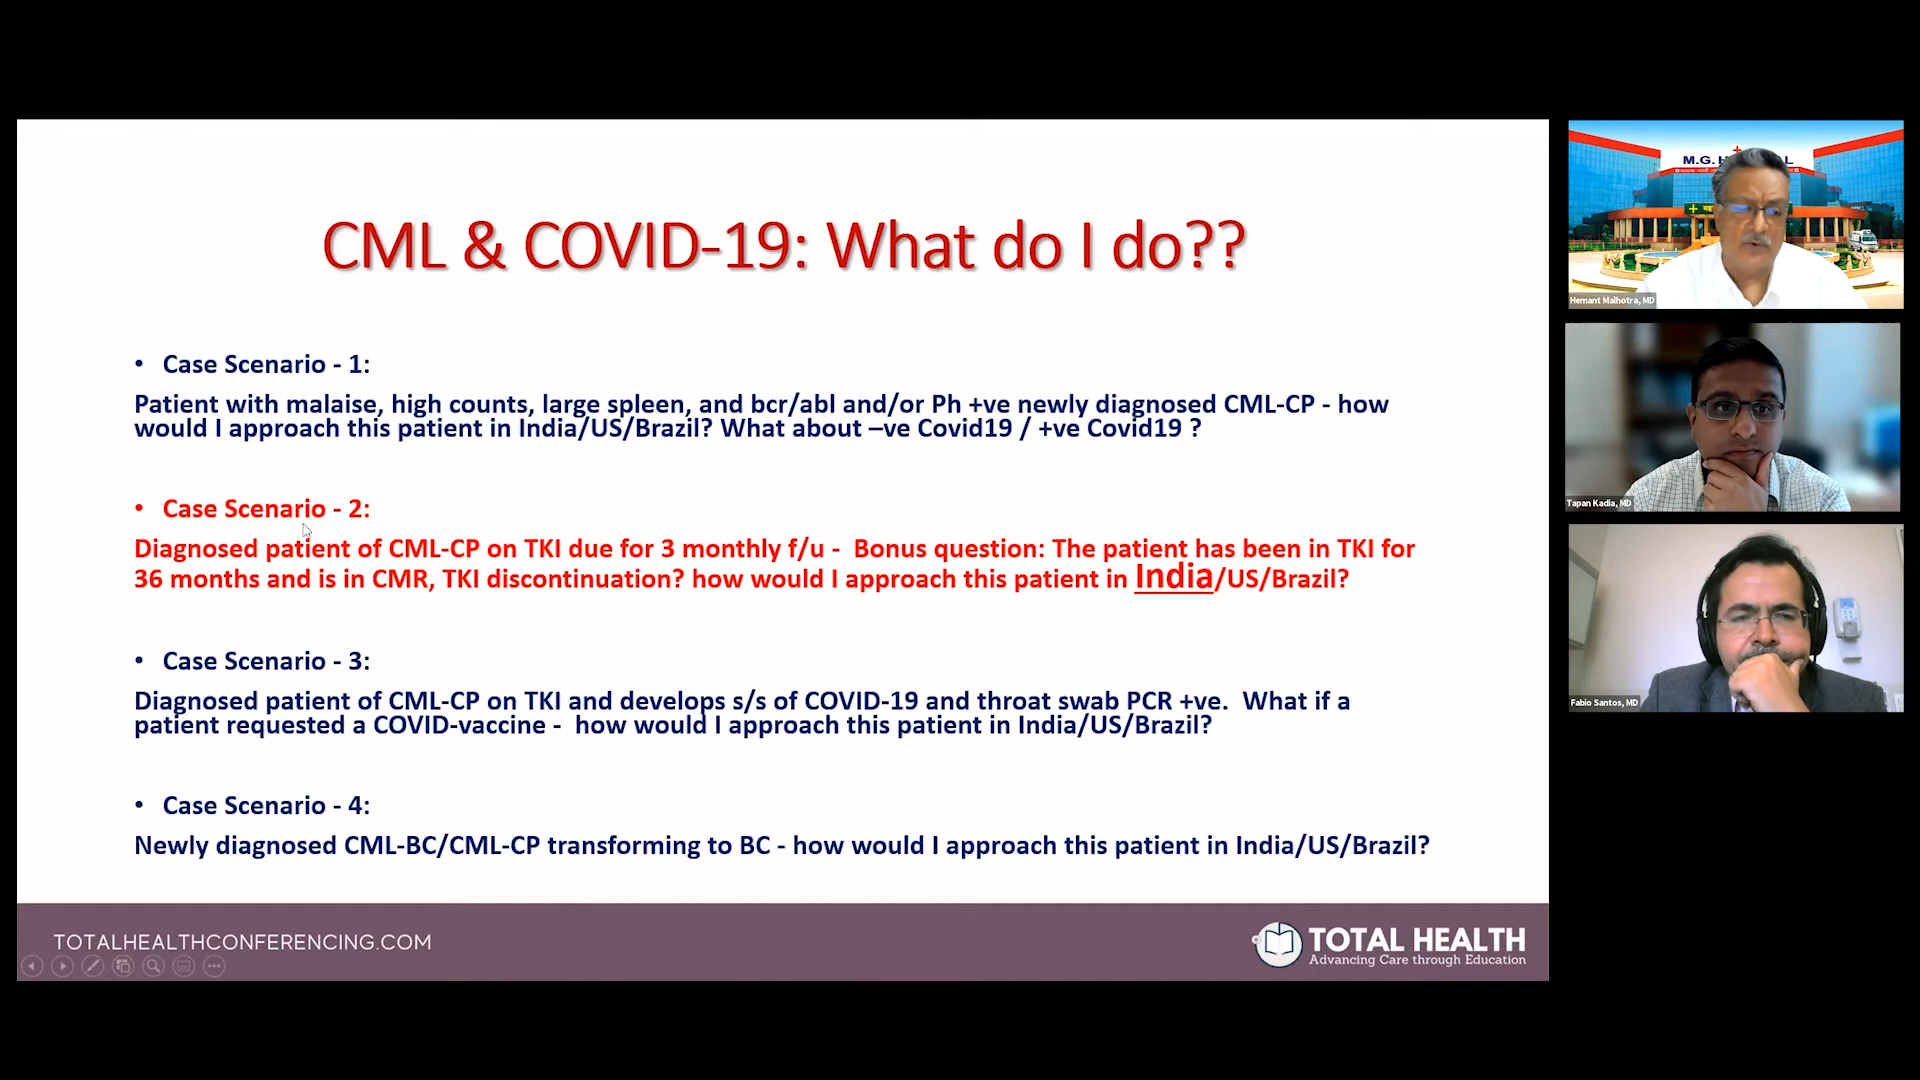 CML & COVID-19: What do I do??
• Case Scenario - 1:
Patient with malaise, high counts, large spleen, and bcr/abl and/or Ph +ve newly diagnosed CML-CP - how
would I approach this patient in India/US/Brazil? What about –ve Covid19 / +ve Covid19 ?
• Case Scenario - 2:
Diagnosed patient of CML-CP on TKI due for 3 monthly f/u - Bonus question: The patient has been in TKI for
36 months and is in CMR, TKI discontinuation? how would I approach this patient in India/US/Brazil?
• Case Scenario - 3:
Diagnosed patient of CML-CP on TKI and develops s/s of COVID-19 and throat swab PCR +ve. What if a
patient requested a COVID-vaccine - how would I approach this patient in India/US/Brazil?
• Case Scenario - 4:
Newly diagnosed CML-BC/CML-CP transforming to BC - how would I approach this patient in India/US/Brazil?
TOTALHEALTHCONFERENCING.COM
TOTAL HEALTH
Advancing Care through Education
M.G.
Hemant Malhotra, MD
Tapan Kadia, MD
Fabio Santos, MD